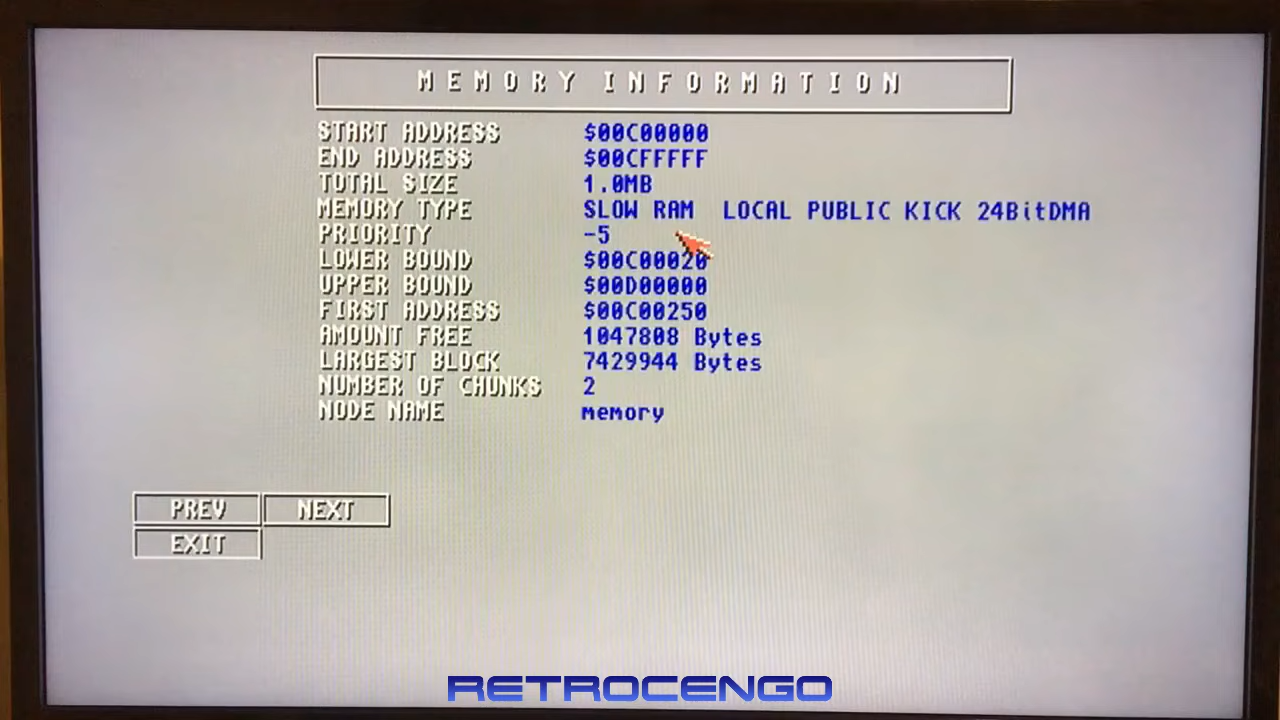 MEMORY INFORMATION
START ADDRESS $00C00000
END ADDRESS $00CFFFFF
TOTAL SIZE 1.0MB
MEMORY TYPE SLOW RAM LOCAL PUBLIC KICK 24BitDMA
PRIORITY -5
LOWER BOUND $00C00020
UPPER BOUND $00D00000
FIRST ADDRESS $00C00250
AMOUNT FREE 1047808 Bytes
LARGEST BLOCK 7429944 Bytes
NUMBER OF CHUNKS 2
NODE NAME memory
PREV NEXT
EXIT
RETROCENGO